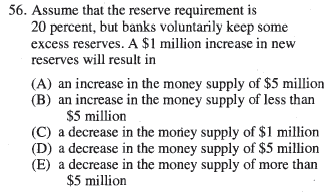 56. Assume that the reserve requirement is
20 percent, but banks voluntarily keep some
excess reserves. A $1 million increase in new
reserves will result in
(A) an increase in the money supply of $5 million
(B) an increase in the money supply of less than
$5 million
(C) a decrease in the money supply of $1 million
(D) a decrease in the money supply of $5 million
(E) a decrease in the money supply of more than
$5 million